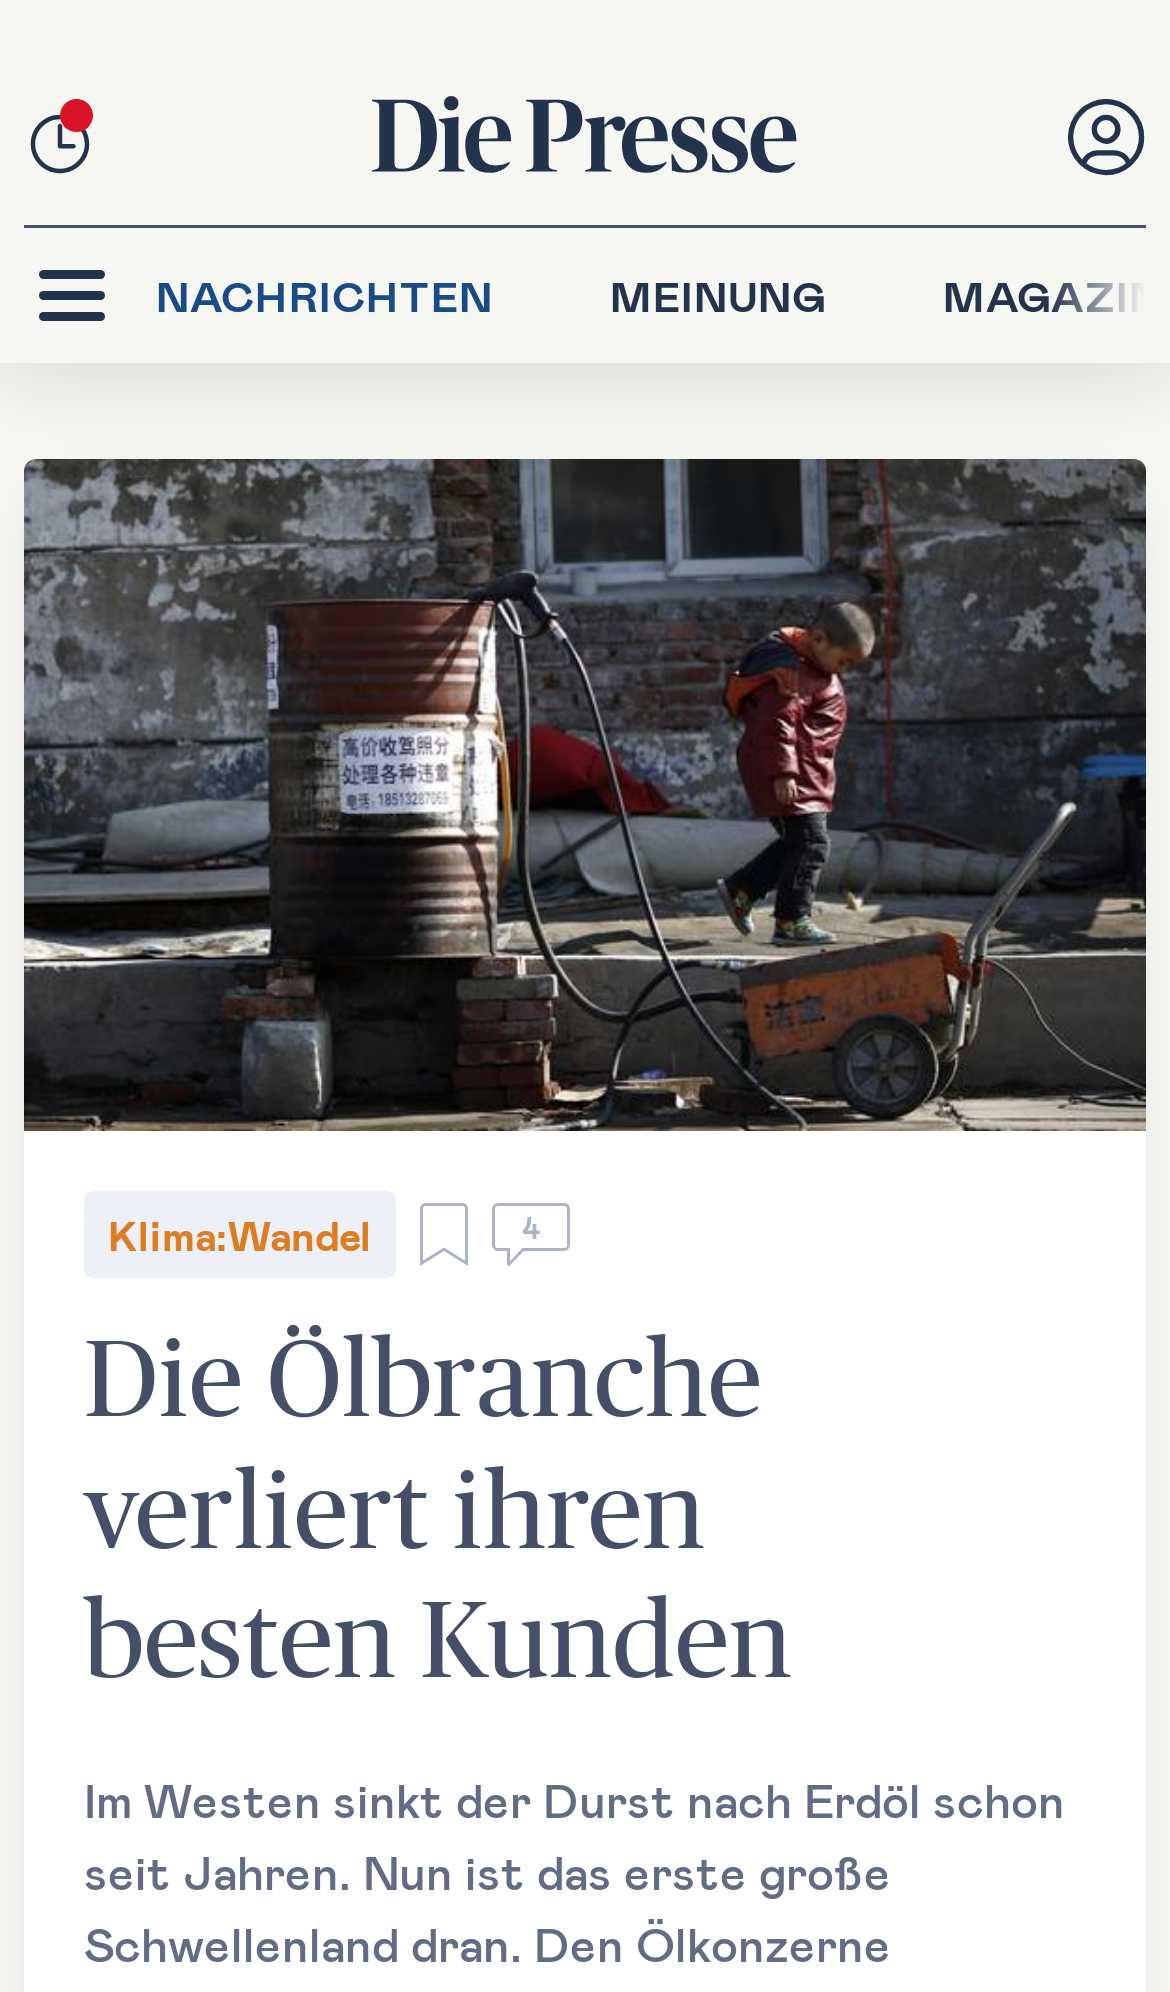 Die Presse
NACHRICHTEN MEINUNG
高价收驾照分
处理各种违章
电话：18513287069
Klima:Wandel 4
Die Ölbranche
verliert ihren
besten Kunden
Im Westen sinkt der Durst nach Erdöl schon
seit Jahren. Nun ist das erste große
Schwellenland dran. Den Ölkonzerne